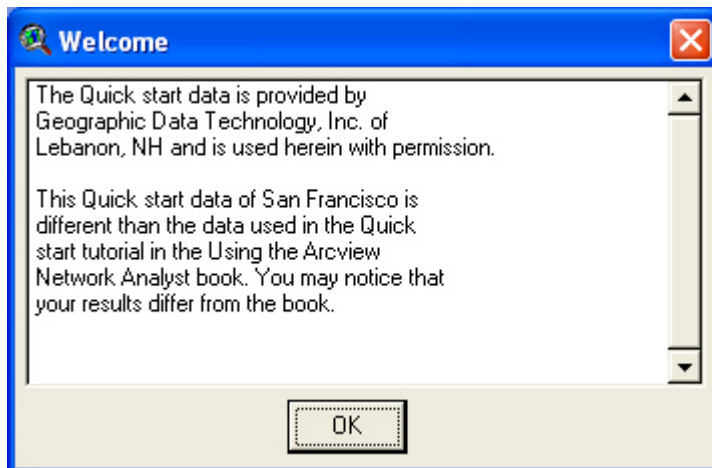 Welcome
The Quick start data is provided by
Geographic Data Technology, Inc. of
Lebanon, NH and is used herein with permission.
This Quick start data of San Francisco is
different than the data used in the Quick
start tutorial in the Using the Arcview
Network Analyst book. You may notice that
your results differ from the book.
OK